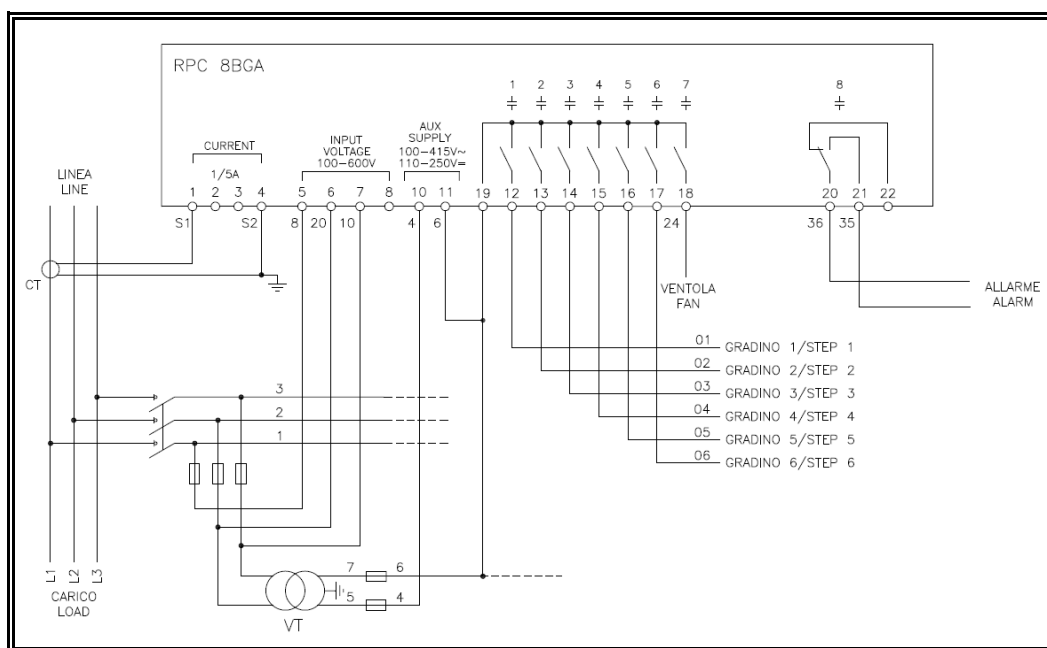 RPC 8BGA
1 2 3 4 5 6 7 8
CURRENT
1/5A
INPUT
VOLTAGE
100-600V
AUX
SUPPLY
100-415V~
110-250V=
LINEA
LINE
1 2 3 4 5 6 7 8 10 11 19 12 13 14 15 16 17 18 20 21 22
S1 S2 8 20 10 4 6 24 36 35
CT
VENTOLA
FAN
ALLARME
ALARM
01 GRADINO 1/STEP 1
02 GRADINO 2/STEP 2
03 GRADINO 3/STEP 3
04 GRADINO 4/STEP 4
05 GRADINO 5/STEP 5
06 GRADINO 6/STEP 6
3
2
1
7 6
5 4
L1 L2 L3
CARICO
LOAD
VT